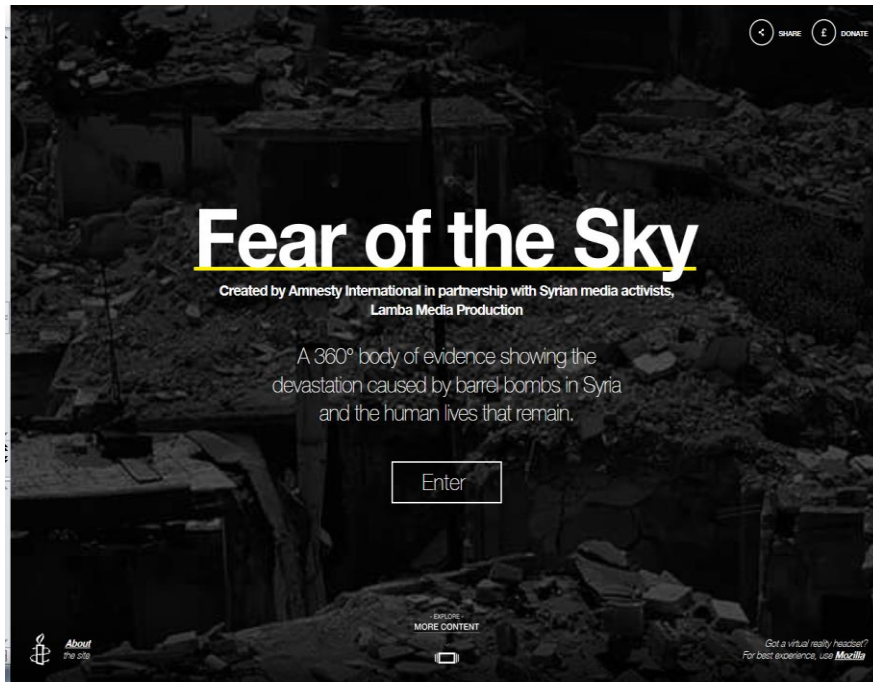 SHARE
£ DONATE
Fear of the Sky
Created by Amnesty International in partnership with Syrian media activists,
Lamba Media Production
A 360° body of evidence showing the
devastation caused by barrel bombs in Syria
and the human lives that remain.
Enter
- EXPLORE -
MORE CONTENT
About
the site
Got a virtual reality headset?
For best experience, use Mozilla